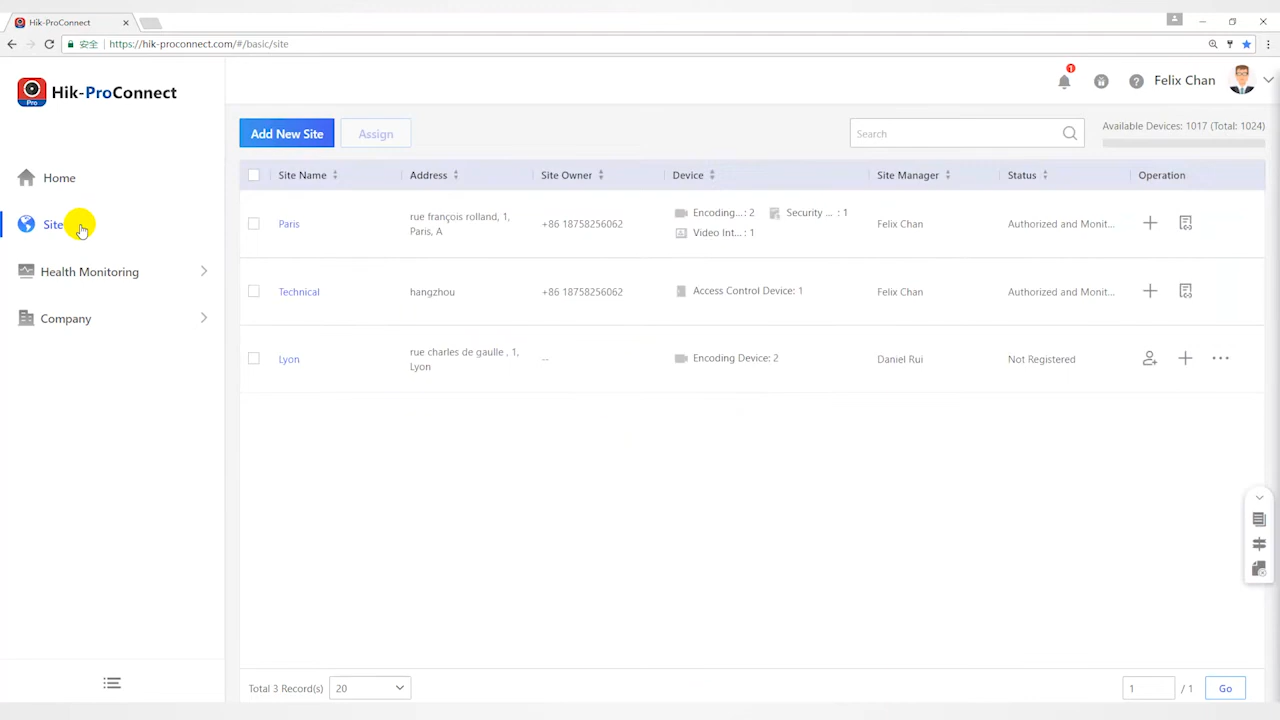 Hik-ProConnect
安全 https://hik-proconnect.com/#/basic/site
Pro
Hik-ProConnect
1
Felix Chan
Home
Site
Health Monitoring
Company
Add New Site
Assign
Search
Available Devices: 1017 (Total: 1024)
Site Name Address Site Owner Device Site Manager Status Operation
Paris
rue françois rolland, 1,
Paris, A
+86 18758256062
Encoding...: 2 Security ... : 1
Video Int... : 1
Felix Chan
Authorized and Monit...
Technical
hangzhou
+86 18758256062
Access Control Device: 1
Felix Chan
Authorized and Monit...
Lyon
rue charles de gaulle , 1,
Lyon
--
Encoding Device: 2
Daniel Rui
Not Registered
Total 3 Record(s) 20
1 / 1 Go